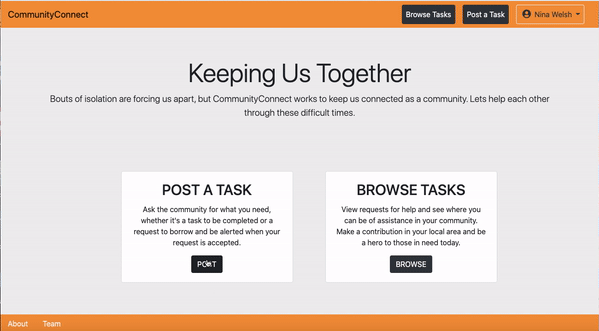 CommunityConnect
Browse Tasks
Post a Task
Nina Welsh
Keeping Us Together
Bouts of isolation are forcing us apart, but CommunityConnect works to keep us connected as a community. Lets help each other
through these difficult times.
POST A TASK
Ask the community for what you need,
whether it's a task to be completed or a
request to borrow and be alerted when your
request is accepted.
POST
BROWSE TASKS
View requests for help and see where you
can be of assistance in your community.
Make a contribution in your local area and be
a hero to those in need today.
BROWSE
About
Team